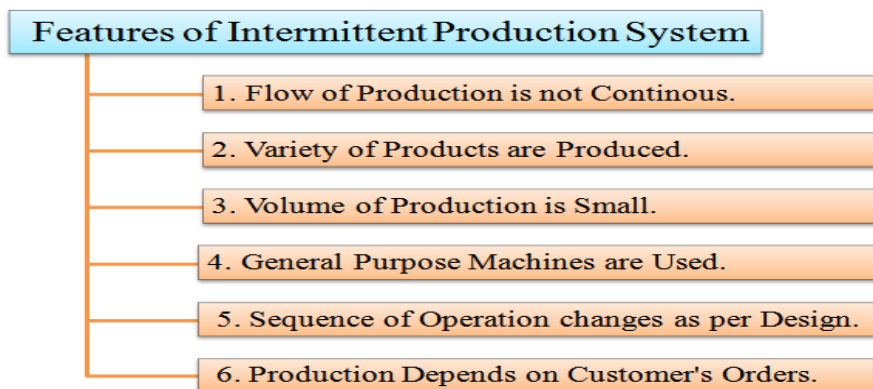 Features of Intermittent Production System
1. Flow of Production is not Continous.
2. Variety of Products are Produced.
3. Volume of Production is Small.
4. General Purpose Machines are Used.
5. Sequence of Operation changes as per Design.
6. Production Depends on Customer's Orders.